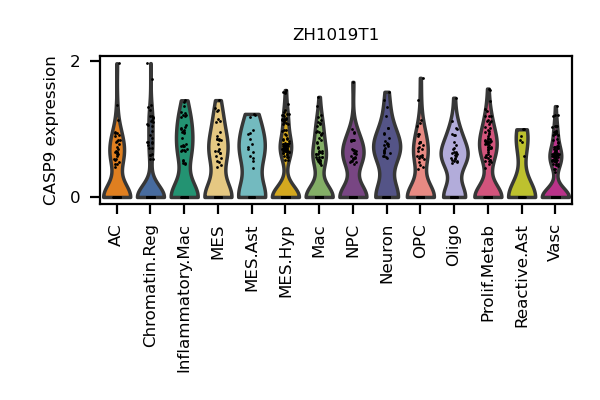 ZH1019T1
CASP9 expression
2
0
AC
Chromatin.Reg
Inflammatory.Mac
MES
MES.Ast
MES.Hyp
Mac
NPC
Neuron
OPC
Oligo
Prolif.Metab
Reactive.Ast
Vasc